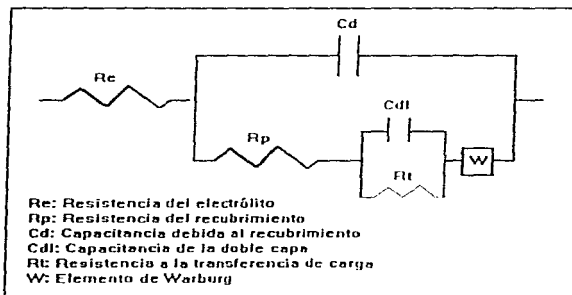 Cd
Re
Cdl
Rp
W
Rt
Re: Resistencia del electrólito
Rp: Resistencia del recubrimiento
Cd: Capacitancia debida al recubrimiento
Cdl: Capacitancia de la doble capa
Rt: Resistencia a la transferencia de carga
W: Elemento de Warburg